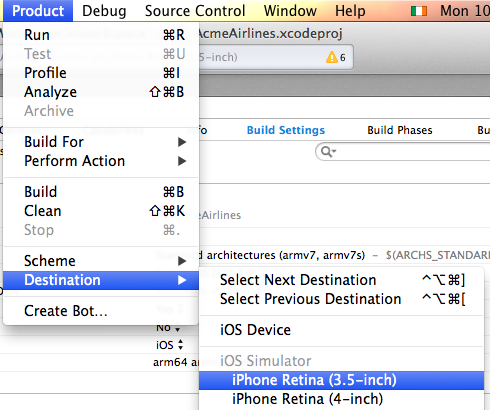 Product Debug Source Control Window Help Mon 10
AcmeAirlines.xcodeproj
Run ⌘R
Test ⌘U
5-inch) 6
Profile ⌘I
Analyze ⇧⌘B
Archive
Build For ▶
fo Build Settings Build Phases Bu
Perform Action ▶
Build ⌘B
Clean ⇧⌘K
eAirlines
Stop ⌘.
Scheme ▶
d architectures (armv7, armv7s) – $(ARCHS_STANDAR
Destination ▶
Select Next Destination ^⌥⌘]
Select Previous Destination ^⌥⌘[
Create Bot...
No
iOS Device
iOS
arm64 ar
iOS Simulator
iPhone Retina (3.5-inch)
iPhone Retina (4-inch)